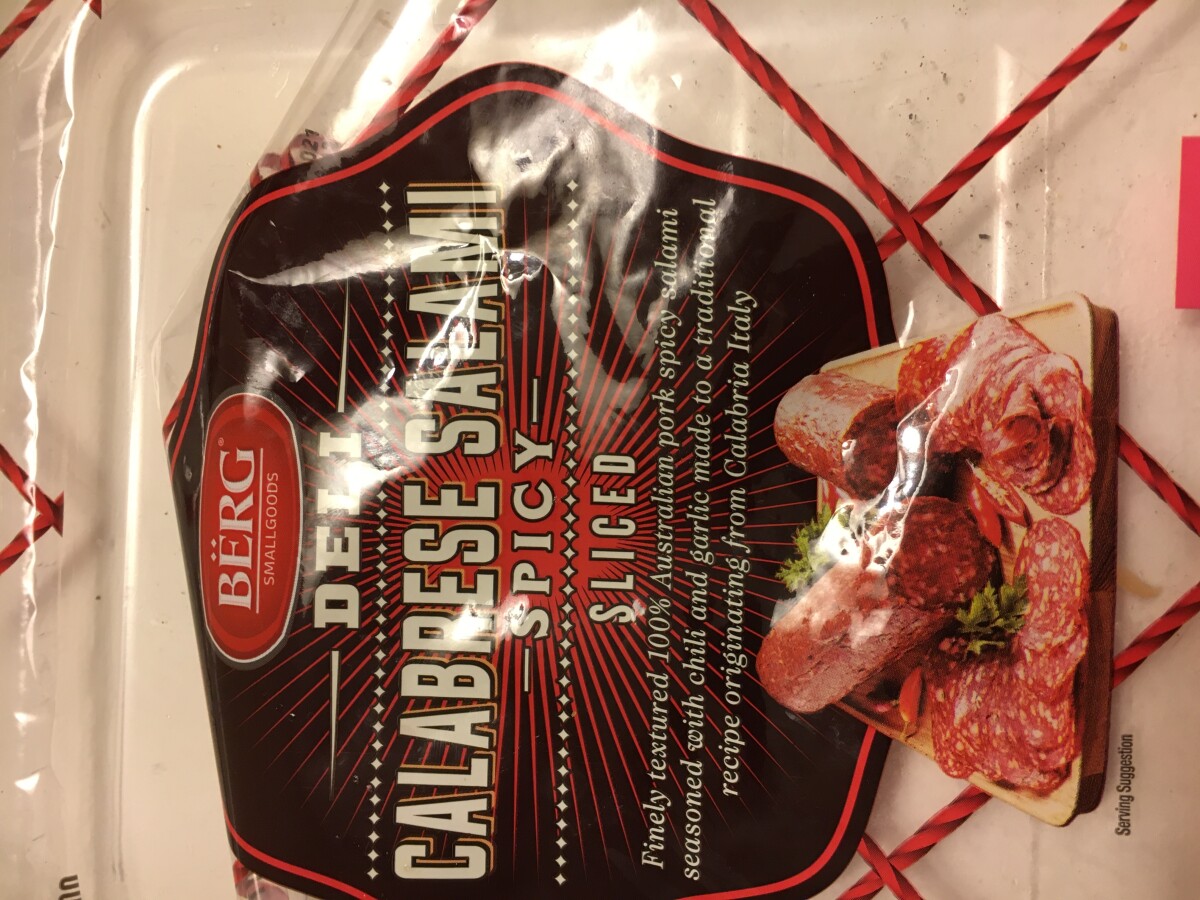 BËRG®
SMALLGOODS
DELI
CALABRESE SALAMI
SPICY
SLICED
Finely textured 100% Australian pork spicy salami
seasoned with chili and garlic made to a traditional
recipe originating from Calabria Italy
Serving Suggestion